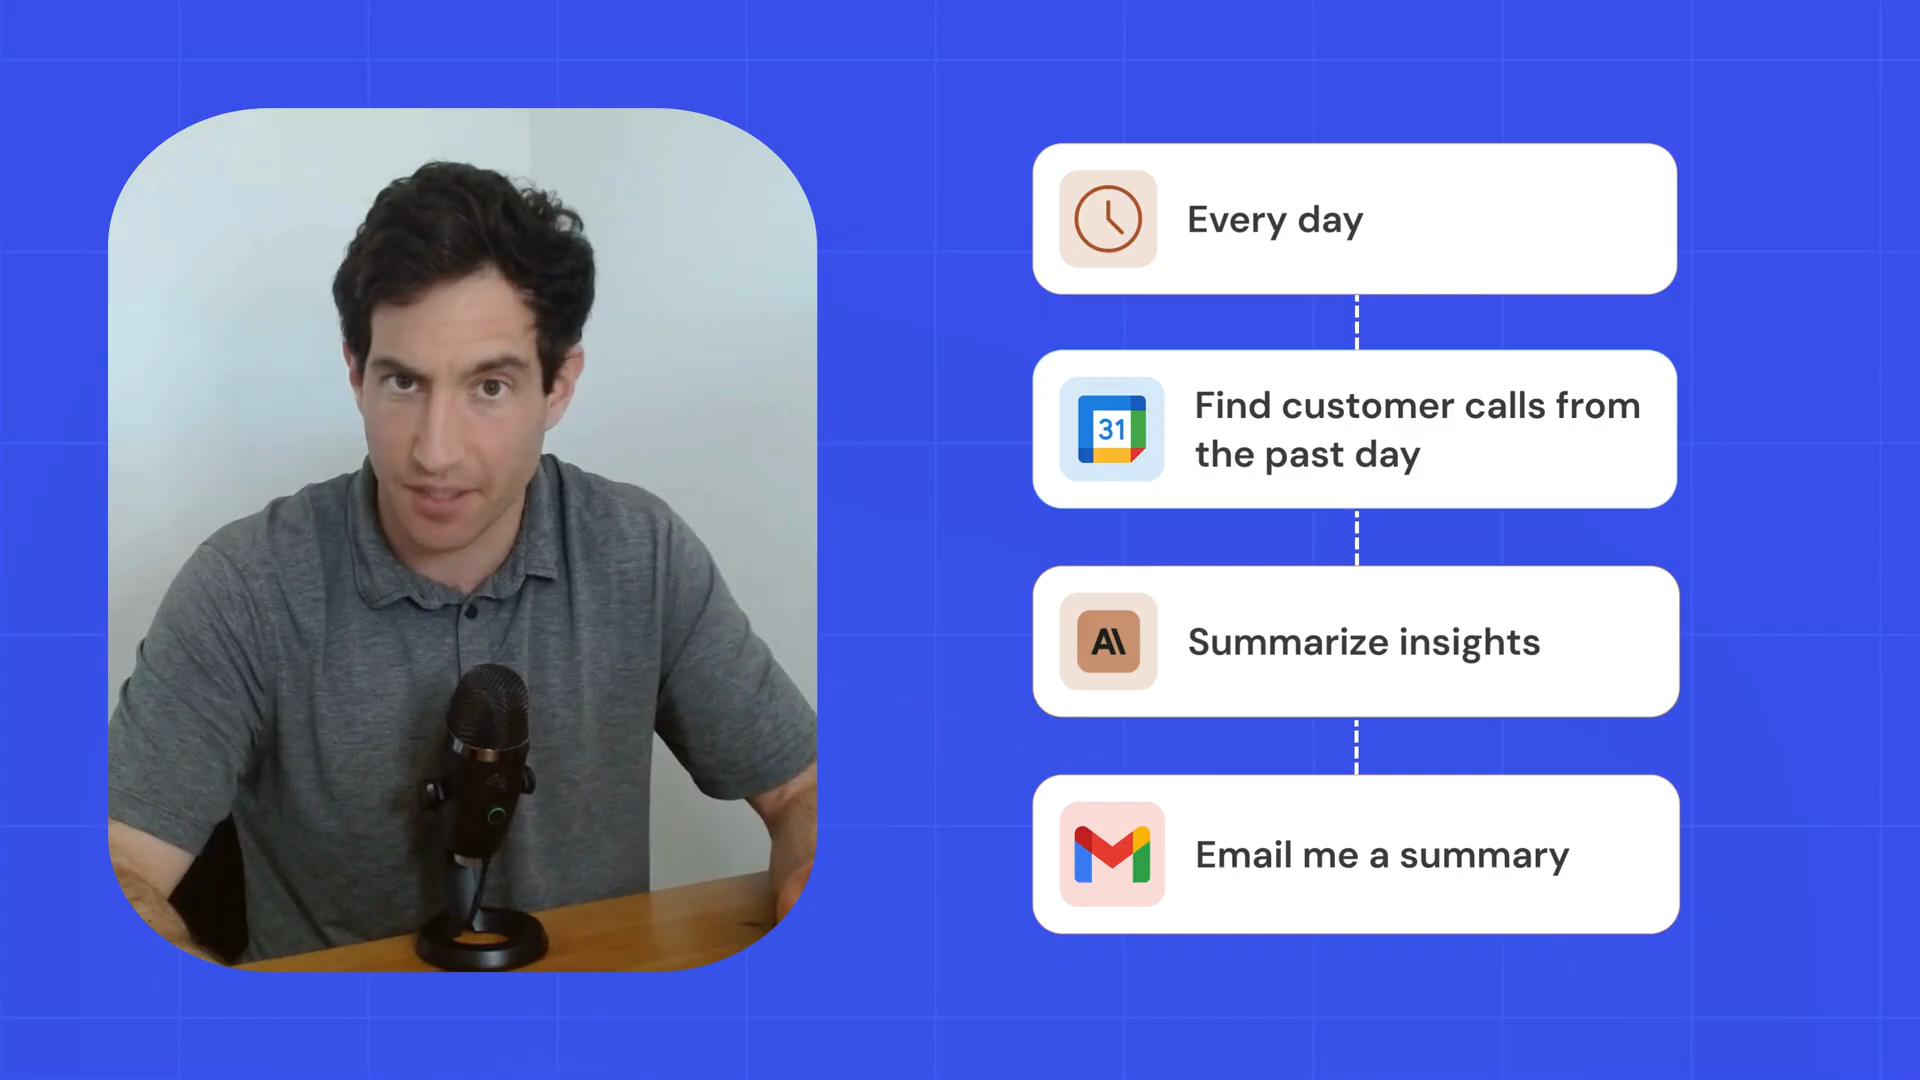 Every day
31
Find customer calls from
the past day
A\
Summarize insights
Email me a summary